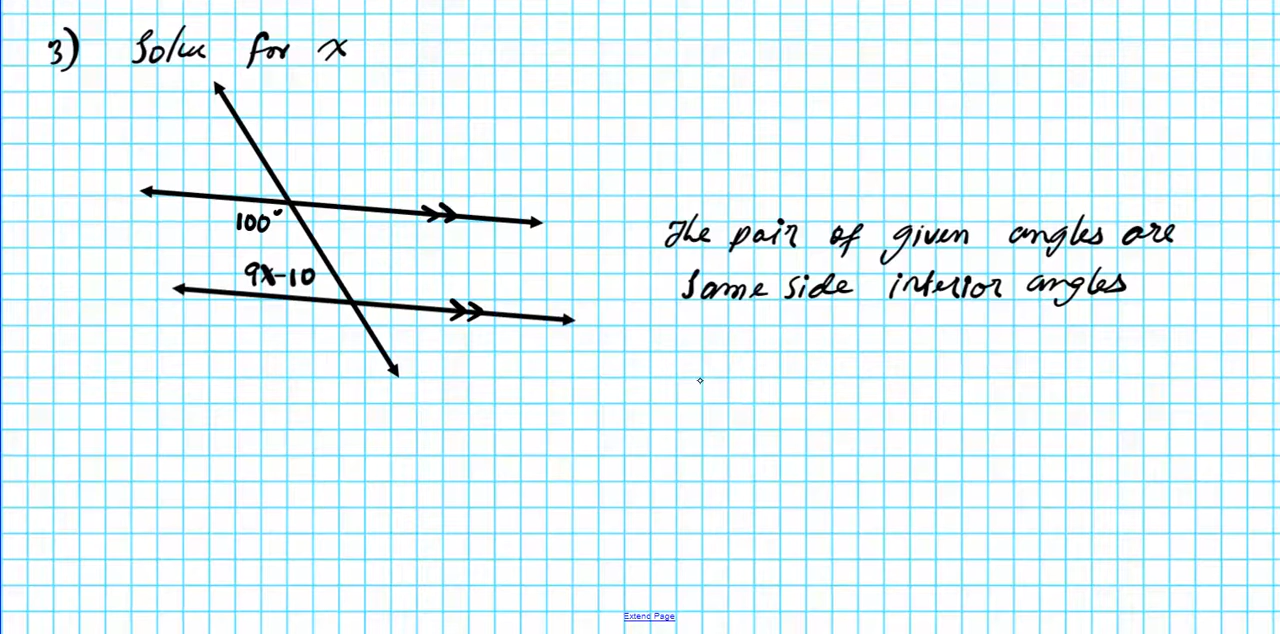 3) Solve for x
100°
9x-10
The pair of given angles are
same side interior angles
Extend Page